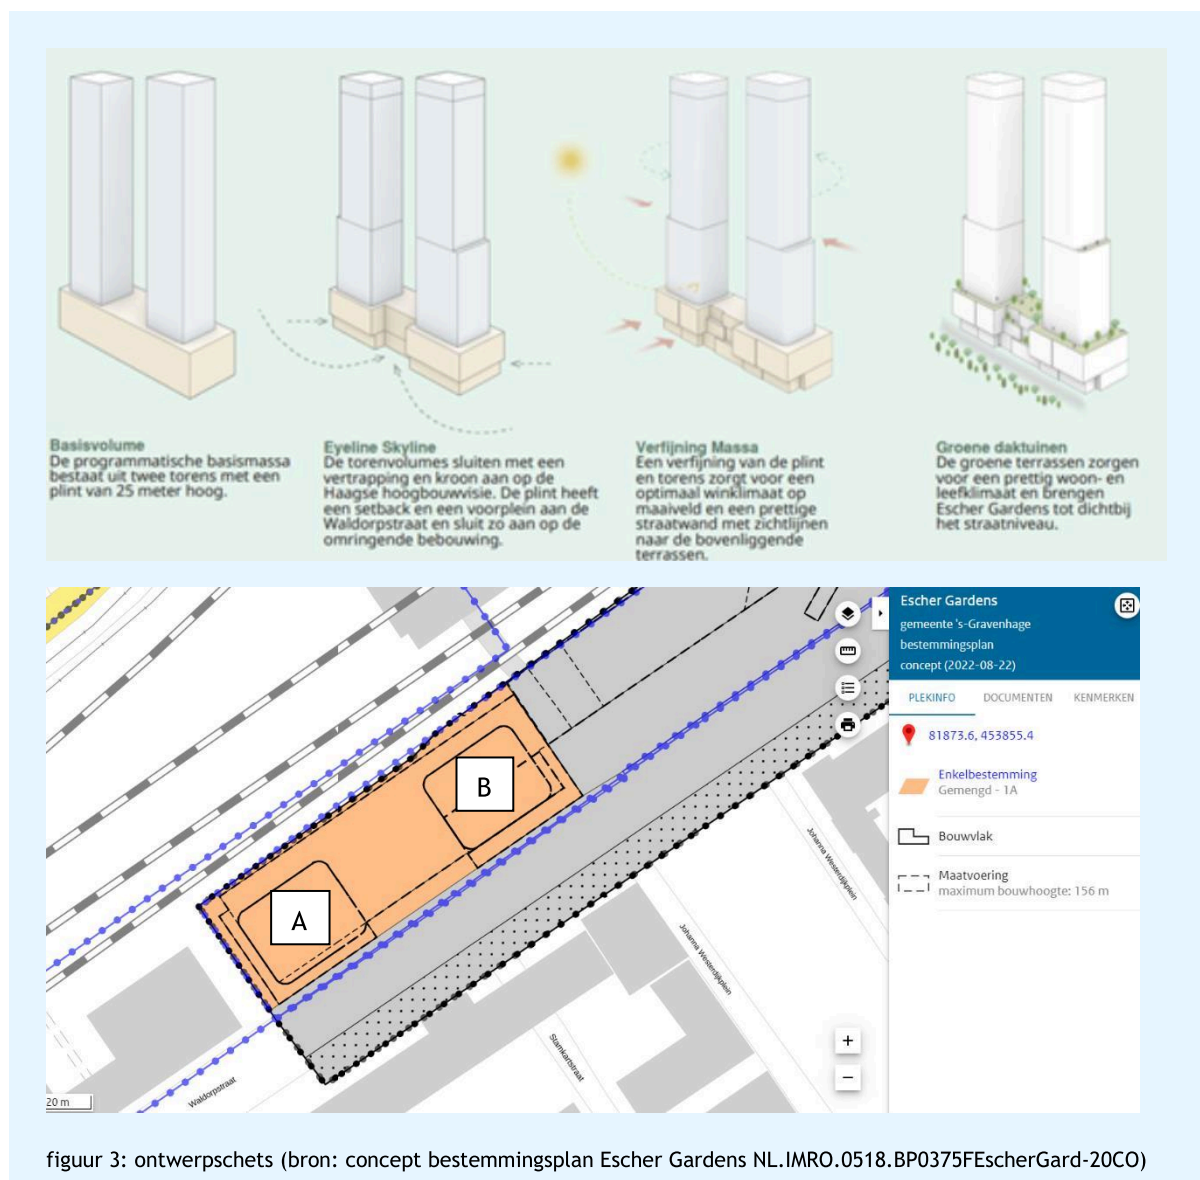 Basisvolume
De programmatische basismassa
bestaat uit twee torens met een
plint van 25 meter hoog.
Eyeline Skyline
De torenvolumes sluiten met een
vertrapping en kroon aan op de
Haagse hoogbouwvisie. De plint heeft
een setback en een voorplein aan de
Waldorpstraat en sluit zo aan op de
omringende bebouwing.
Verfijning Massa
Een verfijning van de plint
en torens zorgt voor een
optimaal winklimaat op
maaiveld en een prettige
straatwand met zichtlijnen
naar de bovenliggende
terrassen.
Groene daktuinen
De groene terrassen zorgen
voor een prettig woon- en
leefklimaat en brengen
Escher Gardens tot dichtbij
het straatniveau.
B
A
Johanna Westerdijkplein
Johanna Westerdijkplein
Stamkartstraat
Waldorpstraat
20 m
+
−
Escher Gardens
gemeente 's-Gravenhage
bestemmingsplan
concept (2022-08-22)
PLEKINFO DOCUMENTEN KENMERKEN
81873.6, 453855.4
Enkelbestemming
Gemengd - 1A
Bouwvlak
Maatvoering
maximum bouwhoogte: 156 m
figuur 3: ontwerpschets (bron: concept bestemmingsplan Escher Gardens NL.IMRO.0518.BP0375FEscherGard-20CO)